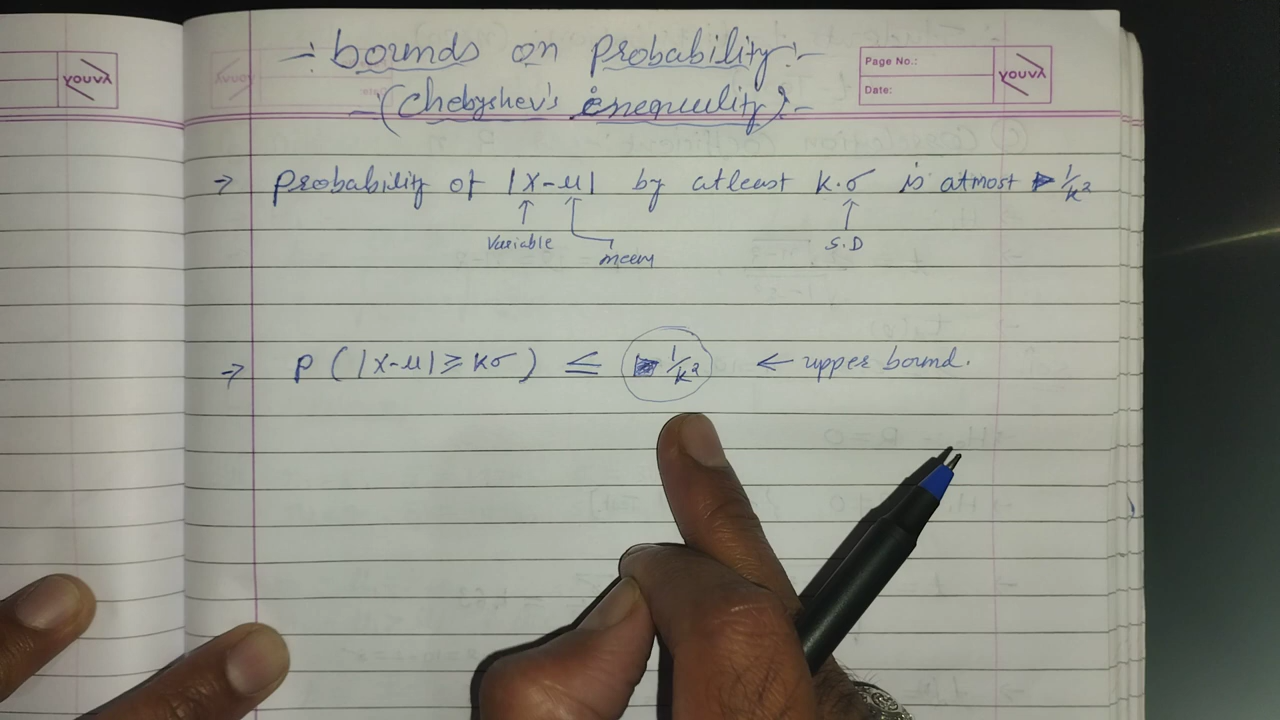 -: bounds on Probability :-
-(Chebyshev's inequality):-
Page No.:
Date:
YOUVA
YOUVA
→ Probability of |X-μ| by atleast K.σ is atmost 1/k²
Variable
mean
S.D
→ P (|X-μ| ≥ Kσ) ≤ 1/k² ← upper bound.